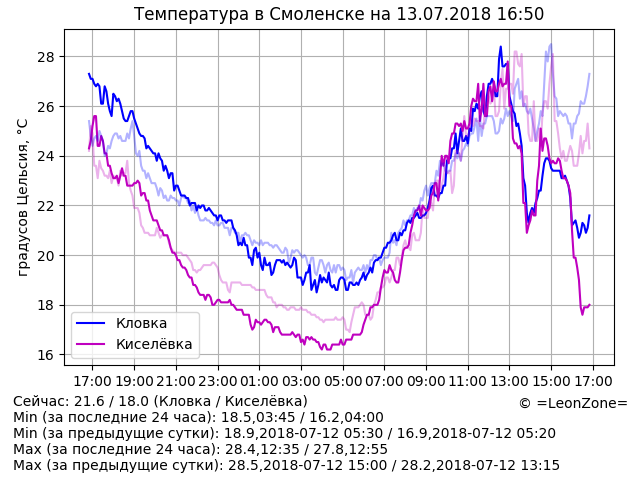 Температура в Смоленске на 13.07.2018 16:50
градусов Цельсия, °C
28
26
24
22
20
18
16
Кловка
Киселёвка
17:00 19:00 21:00 23:00 01:00 03:00 05:00 07:00 09:00 11:00 13:00 15:00 17:00
Сейчас: 21.6 / 18.0 (Кловка / Киселёвка)
© =LeonZone=
Min (за последние 24 часа): 18.5,03:45 / 16.2,04:00
Min (за предыдущие сутки): 18.9,2018-07-12 05:30 / 16.9,2018-07-12 05:20
Max (за последние 24 часа): 28.4,12:35 / 27.8,12:55
Max (за предыдущие сутки): 28.5,2018-07-12 15:00 / 28.2,2018-07-12 13:15